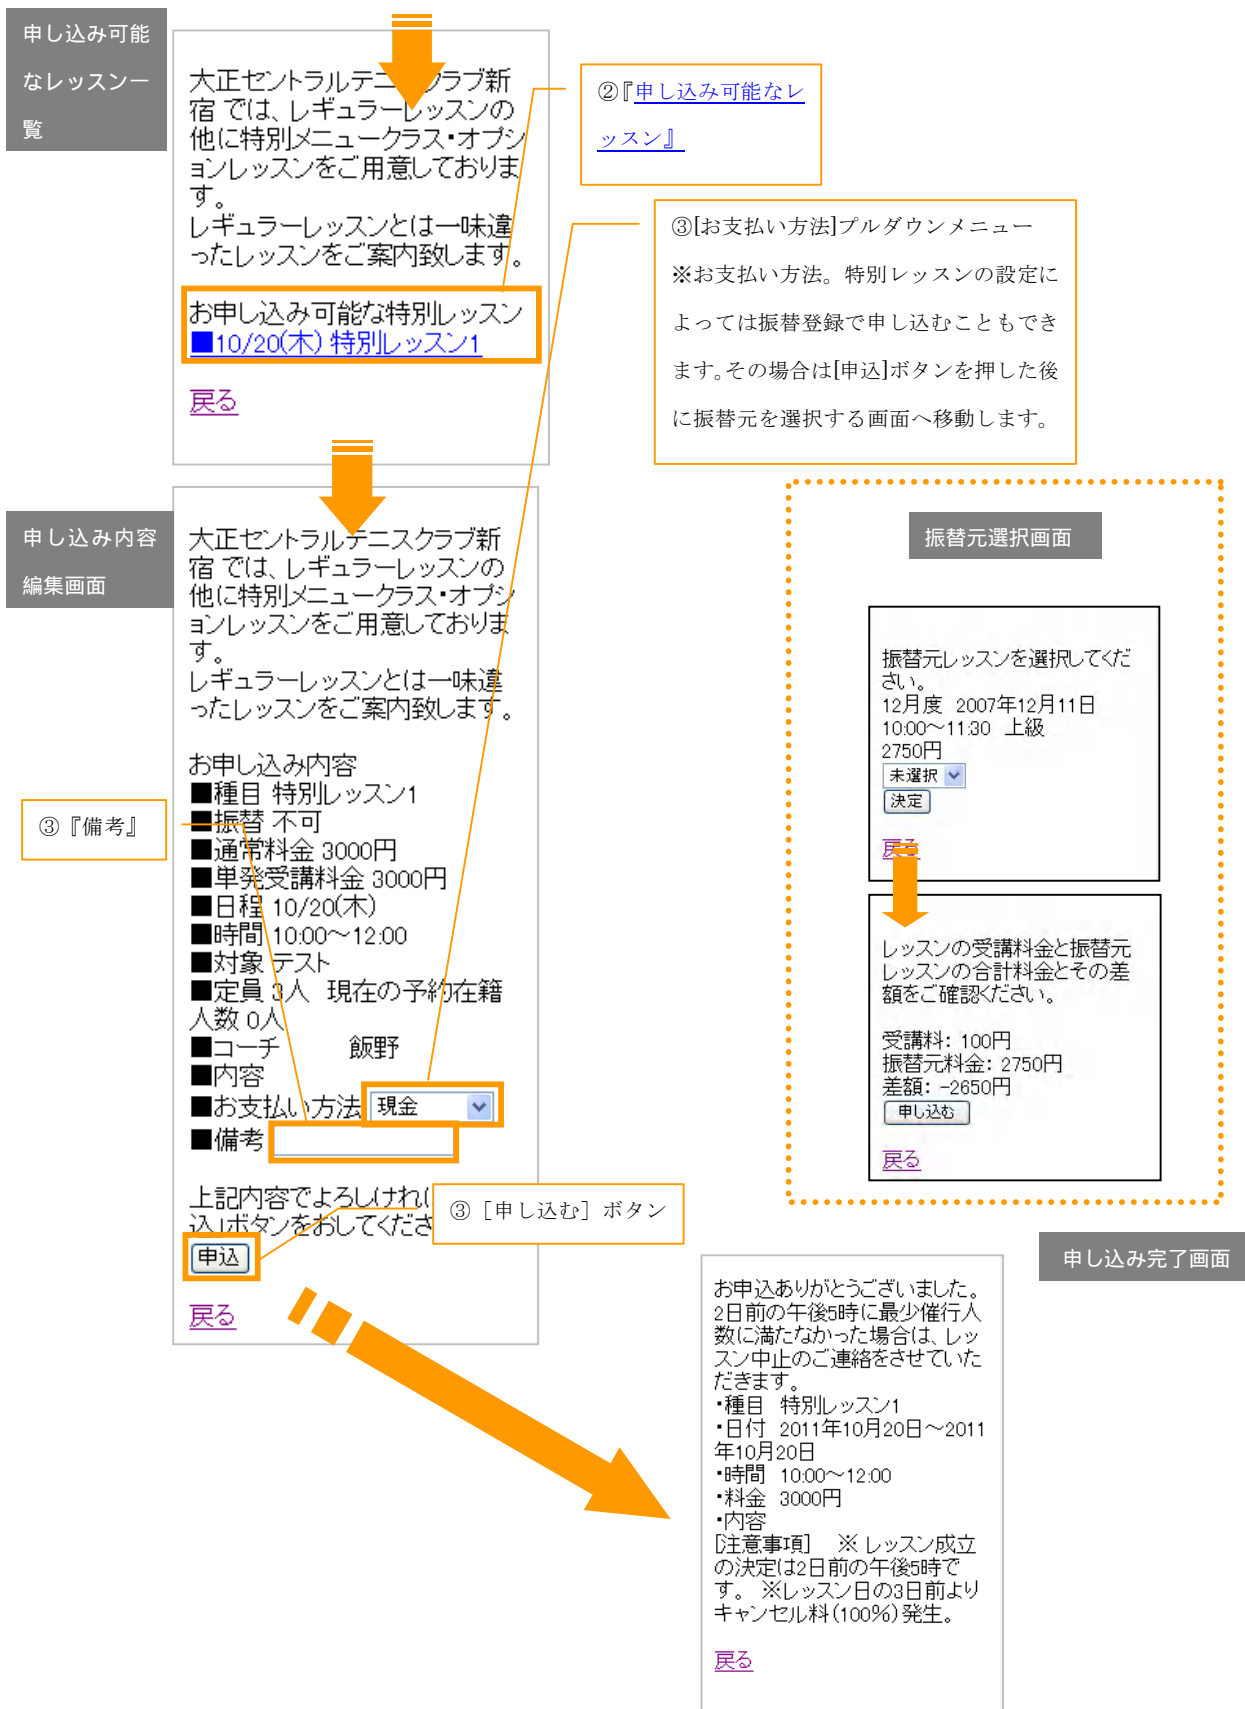 申し込み可能
なレッスン一
覧
大正セントラルテニスクラブ新
宿 では、レギュラーレッスンの
他に特別メニュークラス・オプシ
ョンレッスンをご用意しておりま
す。
レギュラーレッスンとは一味違
ったレッスンをご案内致します。
お申し込み可能な特別レッスン
■10/20(木) 特別レッスン1
戻る
②『申し込み可能なレ
ッスン』
③[お支払い方法]プルダウンメニュー
※お支払い方法。特別レッスンの設定に
よっては振替登録で申し込むこともでき
ます。その場合は[申込]ボタンを押した後
に振替元を選択する画面へ移動します。
申し込み内容
編集画面
大正セントラルテニスクラブ新
宿 では、レギュラーレッスンの
他に特別メニュークラス・オプシ
ョンレッスンをご用意しておりま
す。
レギュラーレッスンとは一味違
ったレッスンをご案内致します。
お申し込み内容
■種目 特別レッスン1
■振替 不可
■通常料金 3000円
■単発受講料金 3000円
■日程 10/20(木)
■時間 10:00～12:00
■対象 テスト
■定員 3人 現在の予約在籍
人数 0人
■コーチ 飯野
■内容
■お支払い方法 現金
■備考
上記内容でよろしけれ
込」ボタンをおしてくださ
申込
戻る
③『備考』
③［申し込む］ボタン
振替元選択画面
振替元レッスンを選択してくだ
さい。
12月度 2007年12月11日
10:00～11:30 上級
2750円
未選択
決定
戻る
レッスンの受講料金と振替元
レッスンの合計料金とその差
額をご確認ください。
受講料: 100円
振替元料金: 2750円
差額: -2650円
申し込む
戻る
申し込み完了画面
お申込ありがとうございました。
2日前の午後5時に最少催行人
数に満たなかった場合は、レッ
スン中止のご連絡をさせていた
だきます。
・種目 特別レッスン1
・日付 2011年10月20日～2011
年10月20日
・時間 10:00～12:00
・料金 3000円
・内容
[注意事項] ※ レッスン成立
の決定は2日前の午後5時で
す。 ※レッスン日の3日前より
キャンセル料(100%)発生。
戻る